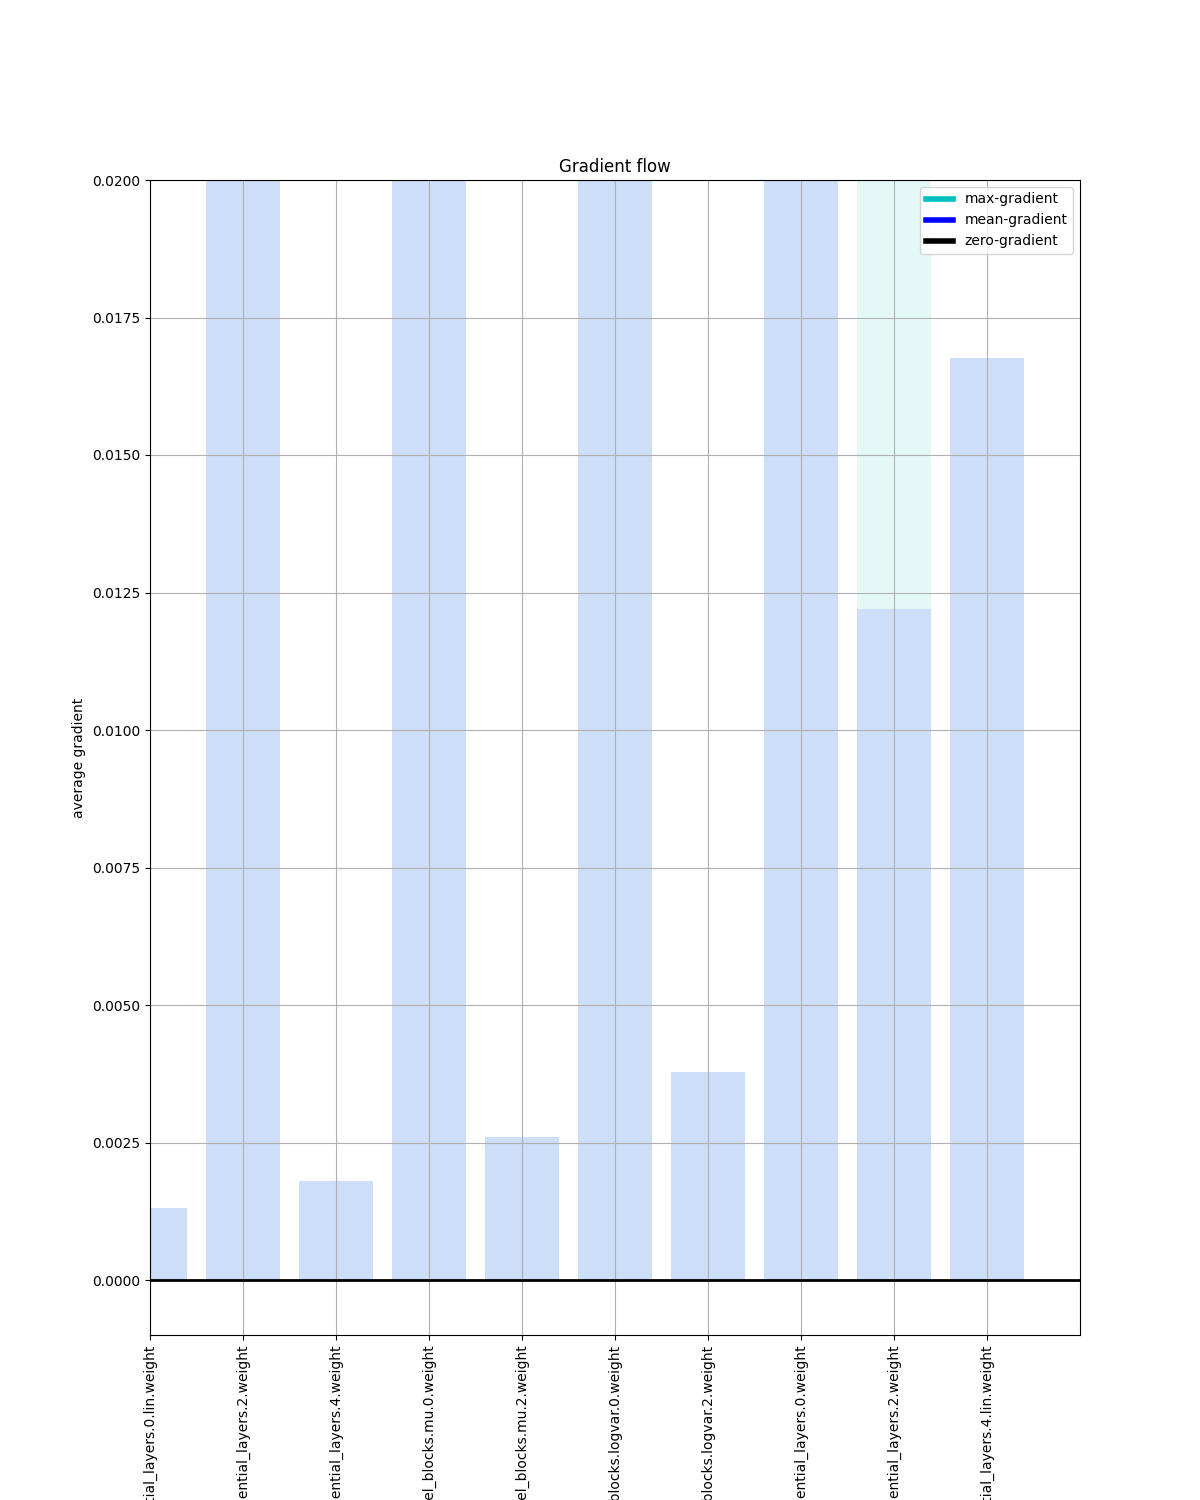 Gradient flow
max-gradient
mean-gradient
zero-gradient
0.0200
0.0175
0.0150
0.0125
0.0100
0.0075
0.0050
0.0025
0.0000
average gradient
tial_layers.0.lin.weight
ential_layers.2.weight
ential_layers.4.weight
el_blocks.mu.0.weight
el_blocks.mu.2.weight
blocks.logvar.0.weight
blocks.logvar.2.weight
ential_layers.0.weight
ential_layers.2.weight
tial_layers.4.lin.weight